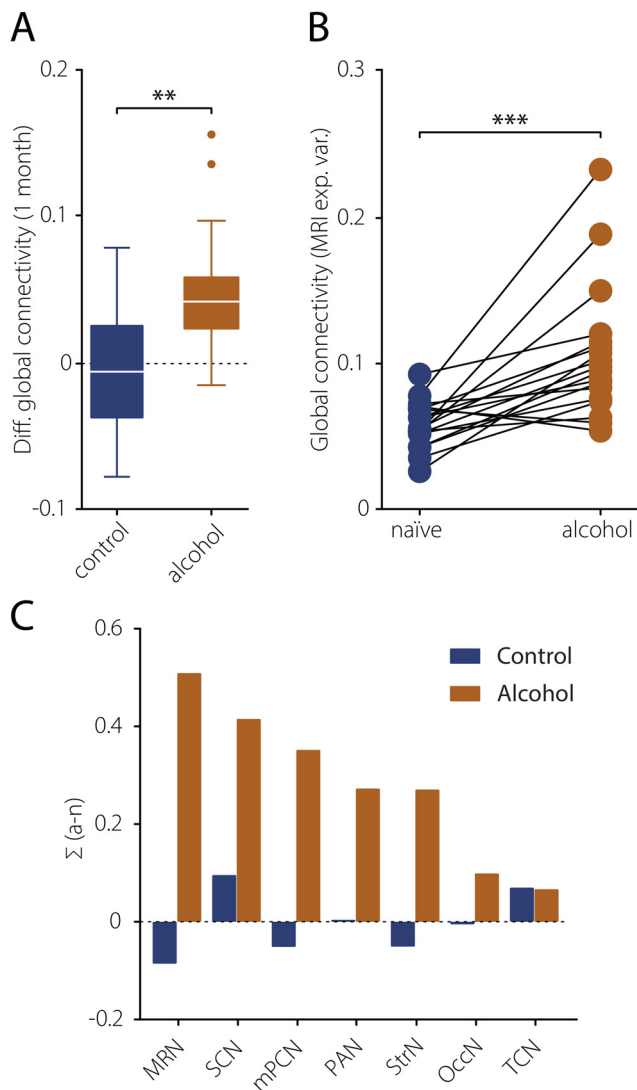 A
Diff. global connectivity (1 month)
0.2
0.1
0
-0.1
**
control
alcohol
B
Global connectivity (MRI exp. var.)
0.3
0.2
0.1
0
***
naïve
alcohol
C
Σ (a-n)
0.6
0.4
0.2
0
-0.2
Control
Alcohol
MRN
SCN
mPCN
PAN
StrN
OccN
TCN